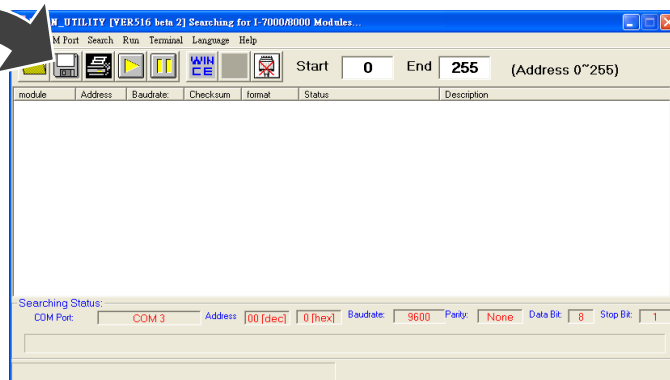 N_UTILITY [VER516 beta 2] Searching for I-7000/8000 Modules...
M Port Search Run Terminal Language Help
WIN CE Start 0 End 255 (Address 0~255)
module Address Baudrate: Checksum format Status Description
Searching Status:
COM Port: COM 3 Address 00 [dec] 0 [hex] Baudrate: 9600 Parity: None Data Bit: 8 Stop Bit: 1